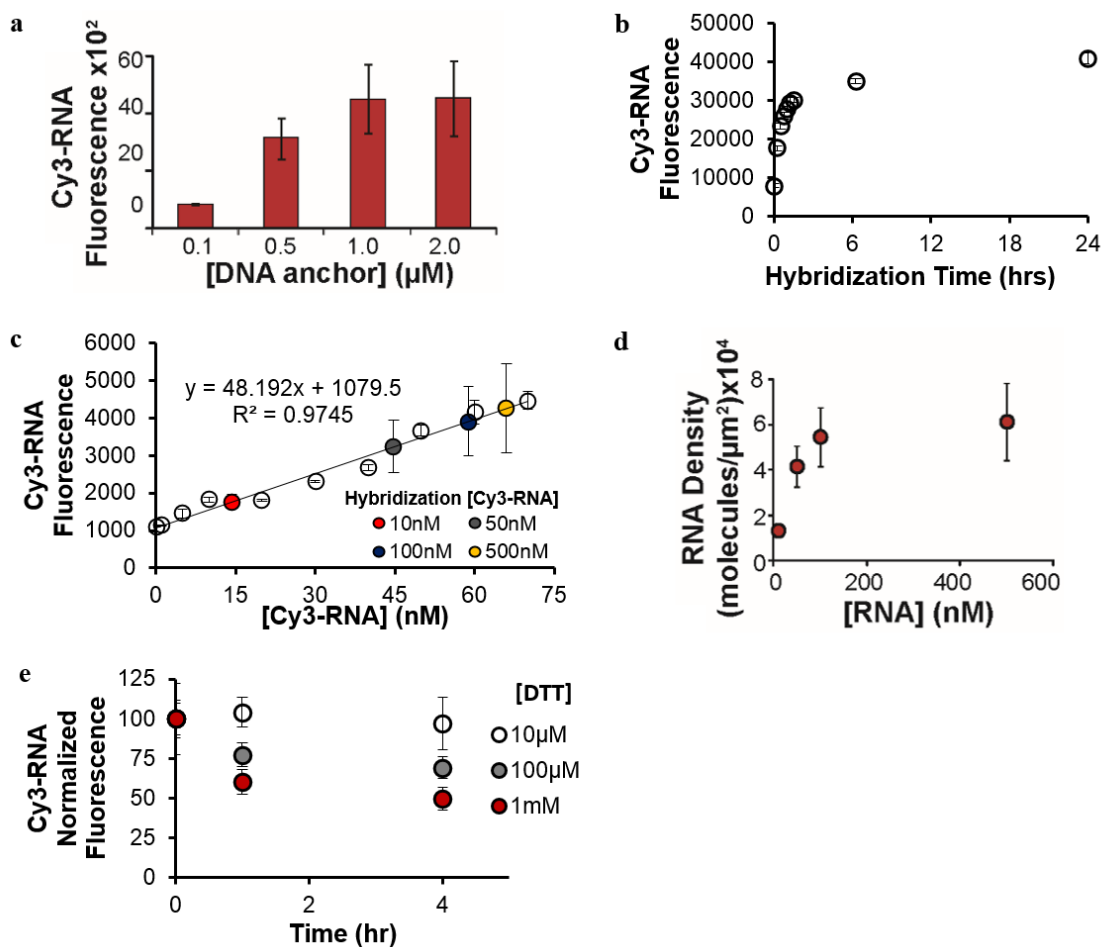 a
Cy3-RNA
Fluorescence x10²
60
40
20
0
0.1 0.5 1.0 2.0
[DNA anchor] (µM)
b
Cy3-RNA
Fluorescence
50000
40000
30000
20000
10000
0
0 6 12 18 24
Hybridization Time (hrs)
c
Cy3-RNA
Fluorescence
6000
5000
4000
3000
2000
1000
0
y = 48.192x + 1079.5
R² = 0.9745
Hybridization [Cy3-RNA]
10nM 50nM
100nM 500nM
0 15 30 45 60 75
[Cy3-RNA] (nM)
d
RNA Density
(molecules/µm²)x10⁴
8
6
4
2
0
0 200 400 600
[RNA] (nM)
e
Cy3-RNA
Normalized
Fluorescence
125
100
75
50
25
0
[DTT]
10µM
100µM
1mM
0 2 4
Time (hr)